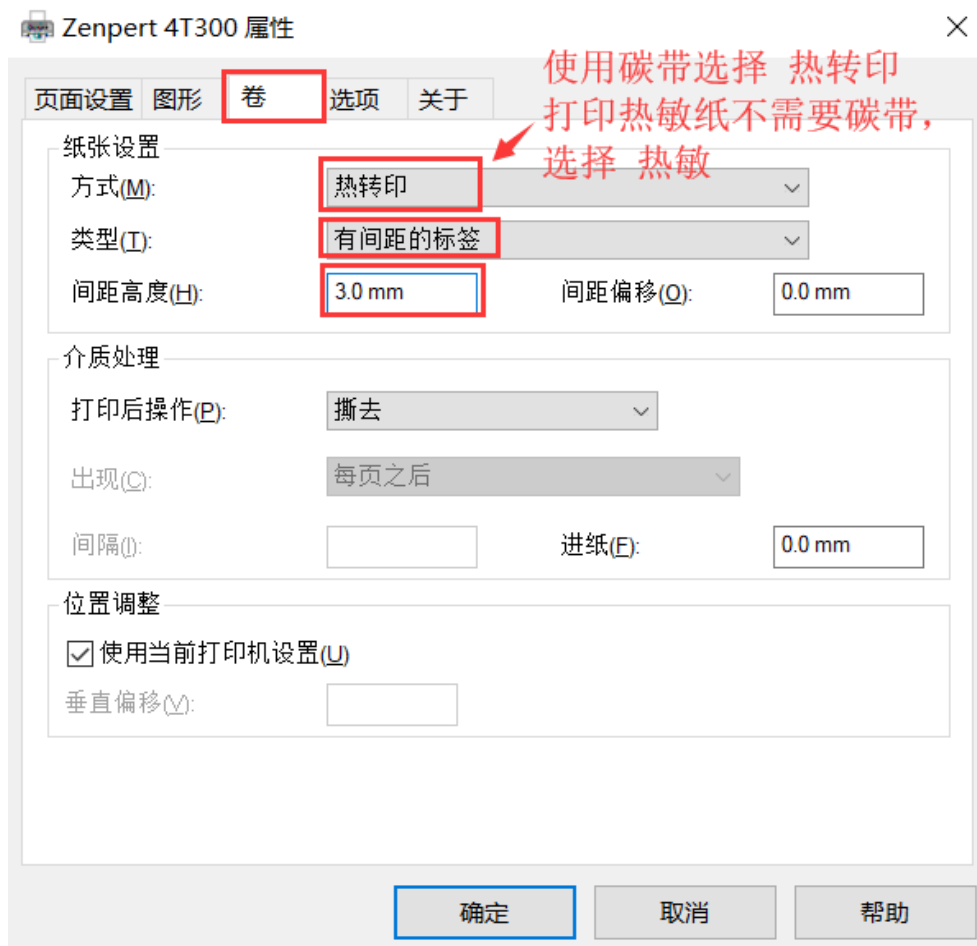 Zenpert 4T300 属性
使用碳带选择 热转印
打印热敏纸不需要碳带，
选择 热敏
页面设置 图形 卷 选项 关于
纸张设置
方式(M): 热转印
类型(T): 有间距的标签
间距高度(H): 3.0 mm 间距偏移(O): 0.0 mm
介质处理
打印后操作(P): 撕去
出现(C): 每页之后
间隔(I): 进纸(F): 0.0 mm
位置调整
使用当前打印机设置(U)
垂直偏移(V):
确定 取消 帮助